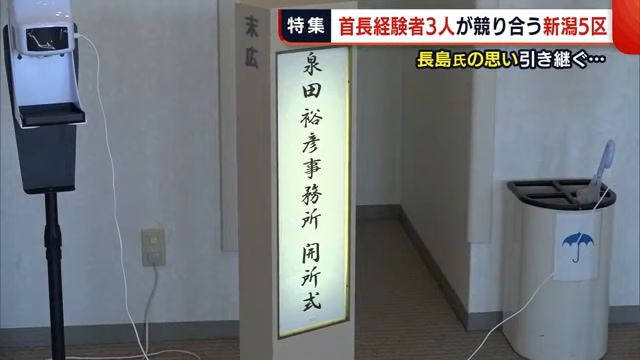 特集
首長経験者3人が競り合う新潟5区
長島氏の思い引き継ぐ…
末広
泉田裕彦事務所 開所式